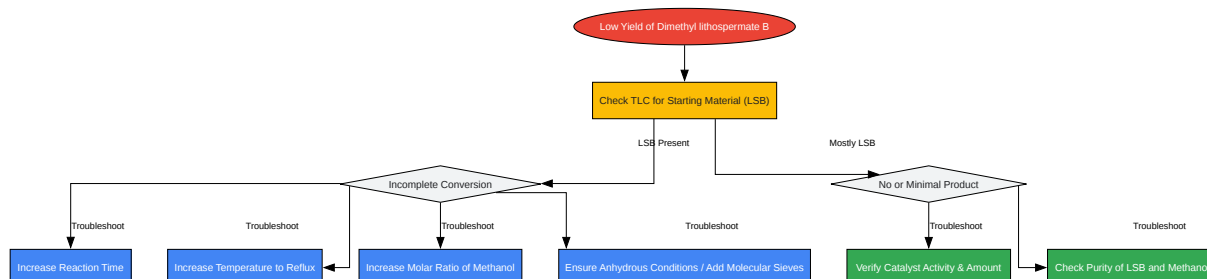 Low Yield of Dimethyl lithospermate B
Check TLC for Starting Material (LSB)
LSB Present
Mostly LSB
Incomplete Conversion
No or Minimal Product
Troubleshoot
Troubleshoot
Troubleshoot
Troubleshoot
Troubleshoot
Troubleshoot
Increase Reaction Time
Increase Temperature to Reflux
Increase Molar Ratio of Methanol
Ensure Anhydrous Conditions / Add Molecular Sieves
Verify Catalyst Activity & Amount
Check Purity of LSB and Methano